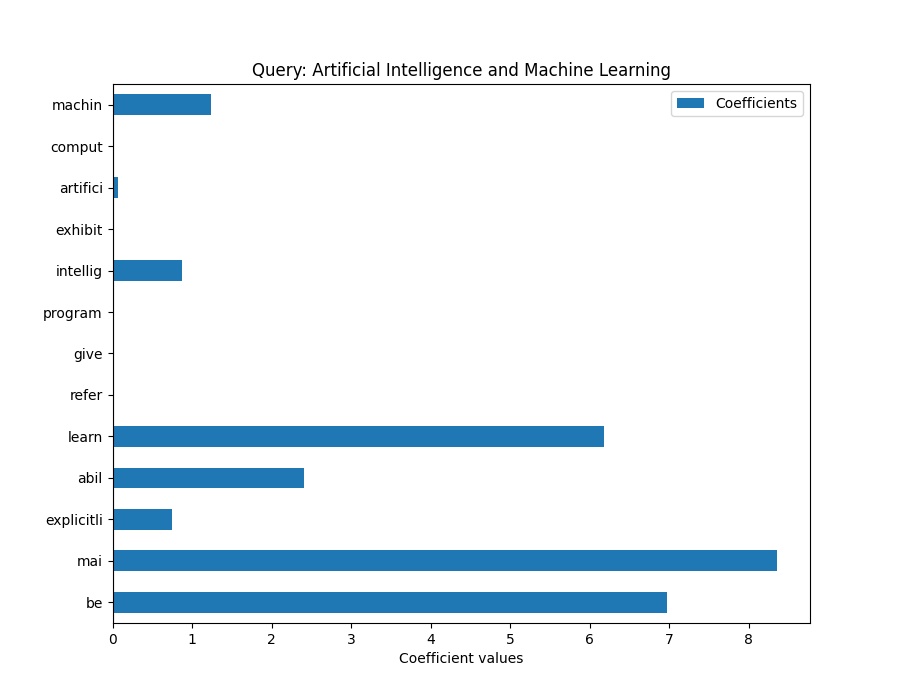 Query: Artificial Intelligence and Machine Learning
Coefficients
machin
comput
artifici
exhibit
intellig
program
give
refer
learn
abil
explicitli
mai
be
0 1 2 3 4 5 6 7 8
Coefficient values